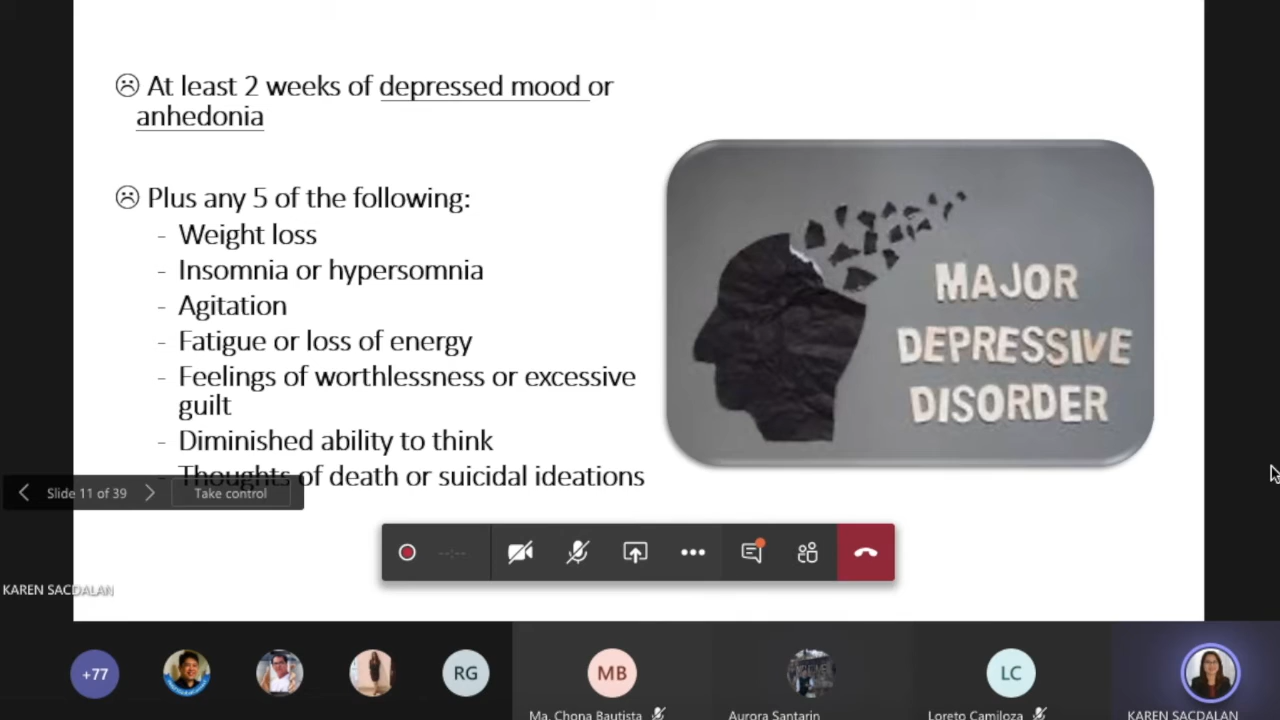 ☹ At least 2 weeks of depressed mood or
anhedonia
☹ Plus any 5 of the following:
- Weight loss
- Insomnia or hypersomnia
- Agitation
- Fatigue or loss of energy
- Feelings of worthlessness or excessive
guilt
- Diminished ability to think
- Thoughts of death or suicidal ideations
MAJOR
DEPRESSIVE
DISORDER
Slide 11 of 39
Take control
--:--
KAREN SACDALAN
+77
RG
MB
Ma. Chona Bautista
Aurora Santarin
LC
Loreto Camiloza
KAREN SACDALAN